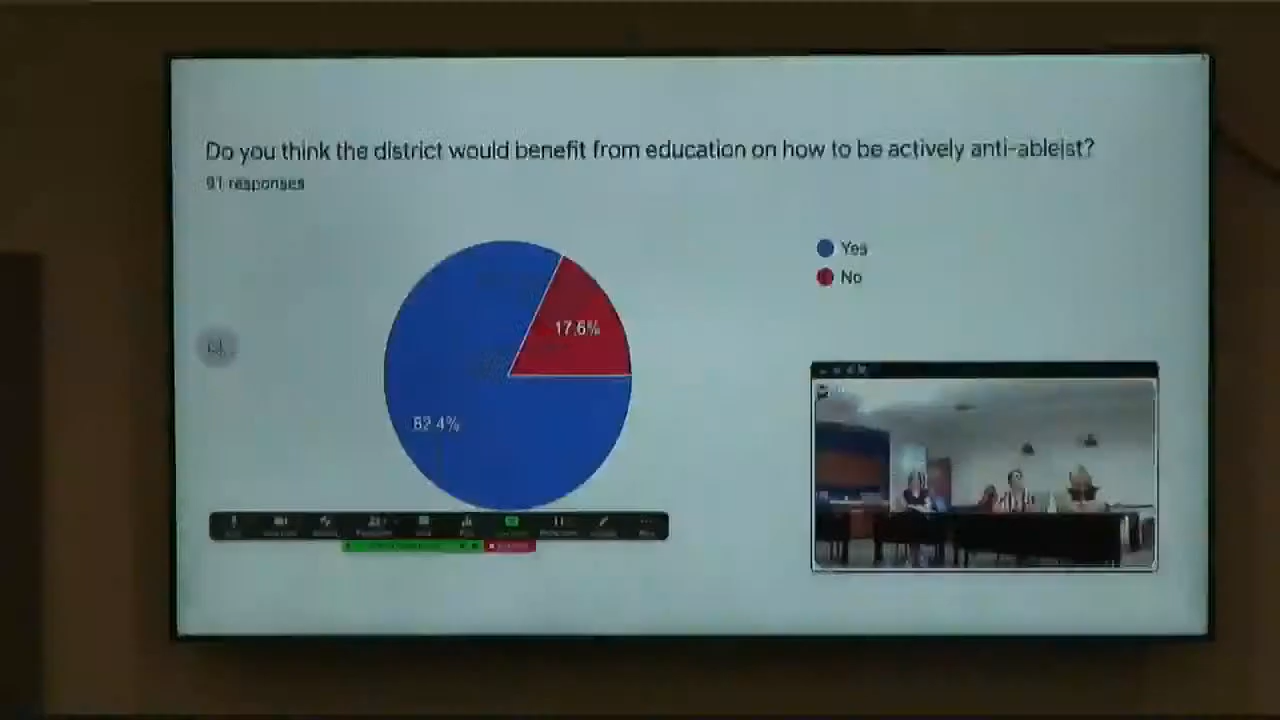 Do you think the district would benefit from education on how to be actively anti-ableist?
91 responses
Yes
No
17.6%
82.4%